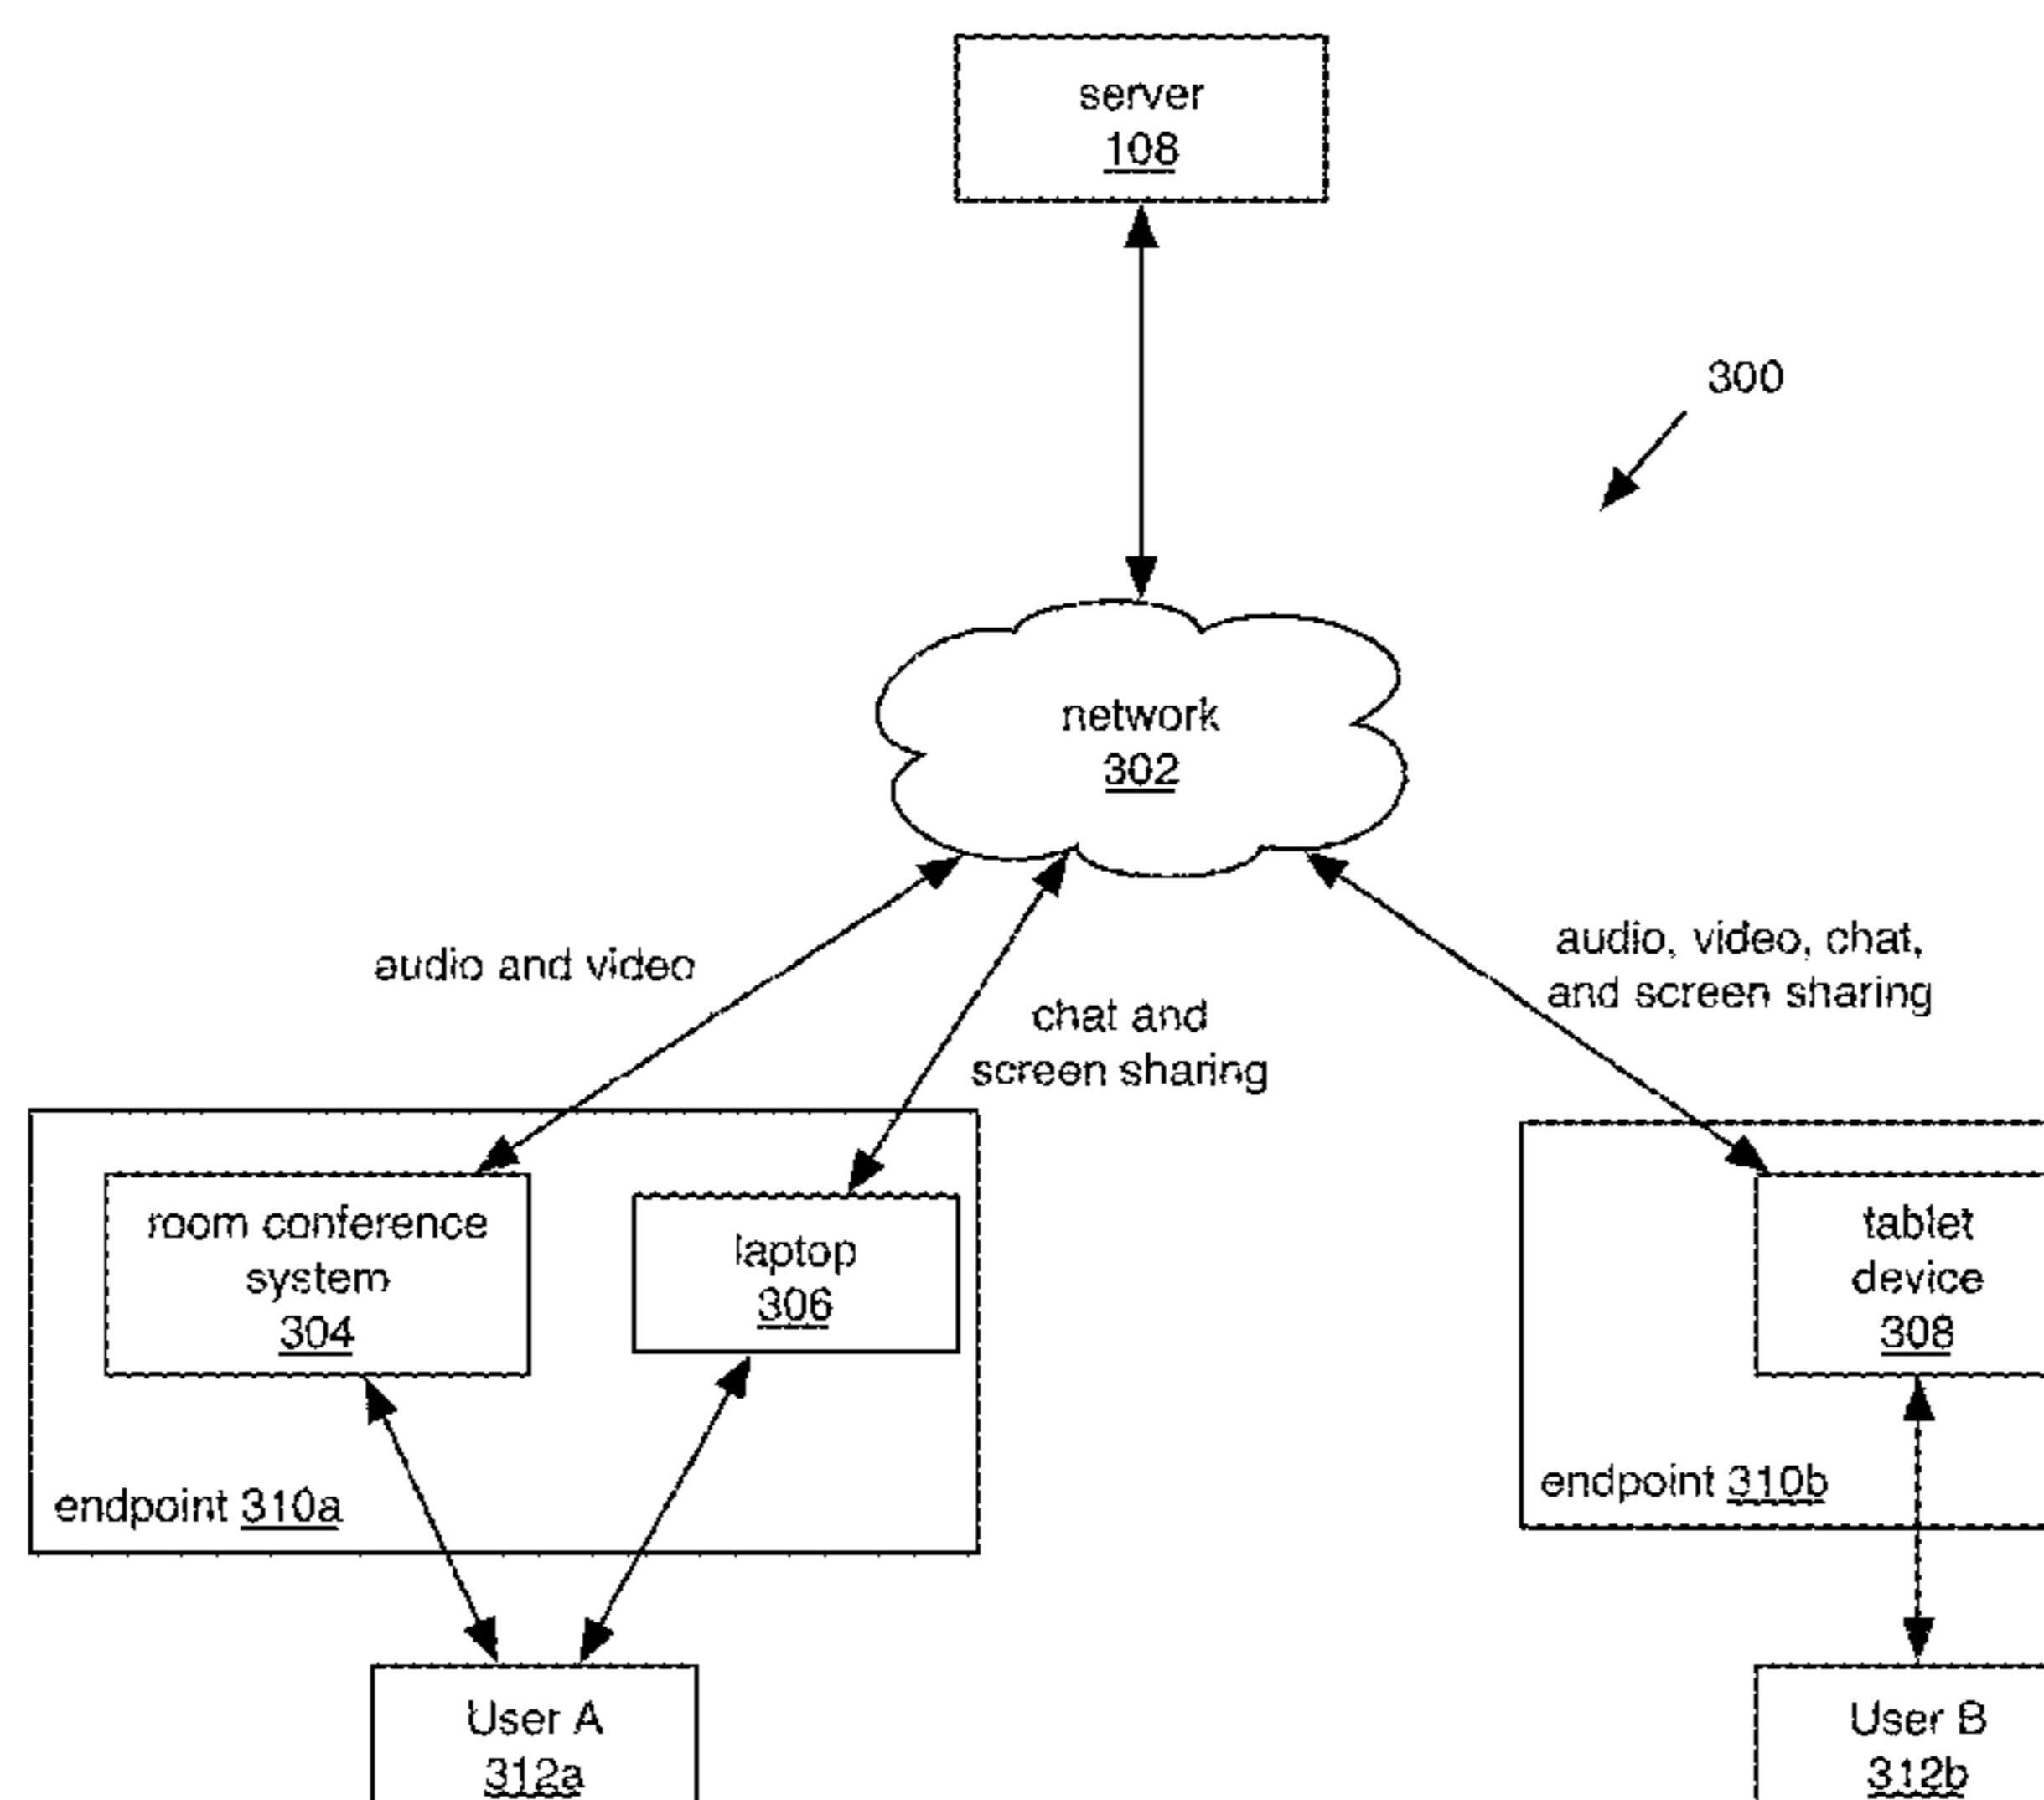 server
108
300
network
302
audio and video
chat and
screen sharing
audio, video, chat,
and screen sharing
room conference
system
304
laptop
306
tablet
device
308
endpoint 310a
endpoint 310b
User A
312a
User B
312b